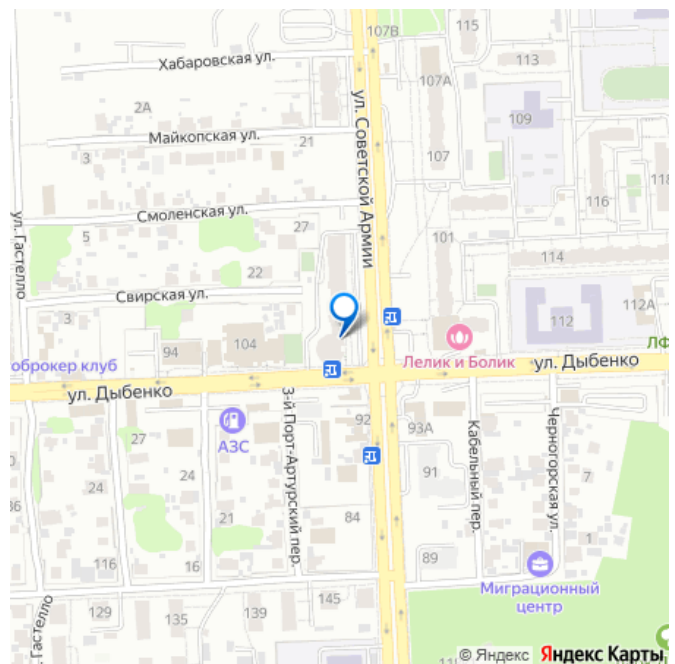 107В
115
Хабаровская ул.
113
107А
2А
109
Майкопская ул.
21
3
107
ул. Советской Армии
116
Смоленская ул.
ул. Гастелло
5
27
101
22
114
Свирская ул.
3
112
112А
104
94
Лелик и Болик
оброкер клуб
ул. Дыбенко
ул. Дыбенко
3-й Порт-Артурский пер.
92
93А
Кабельный пер.
Черногорская ул.
АЗС
27
24
24
91
7
21
84
116
16
89
1
Миграционный
центр
129
135
139
145
ул. Гастелло
© Яндекс Яндекс Карты